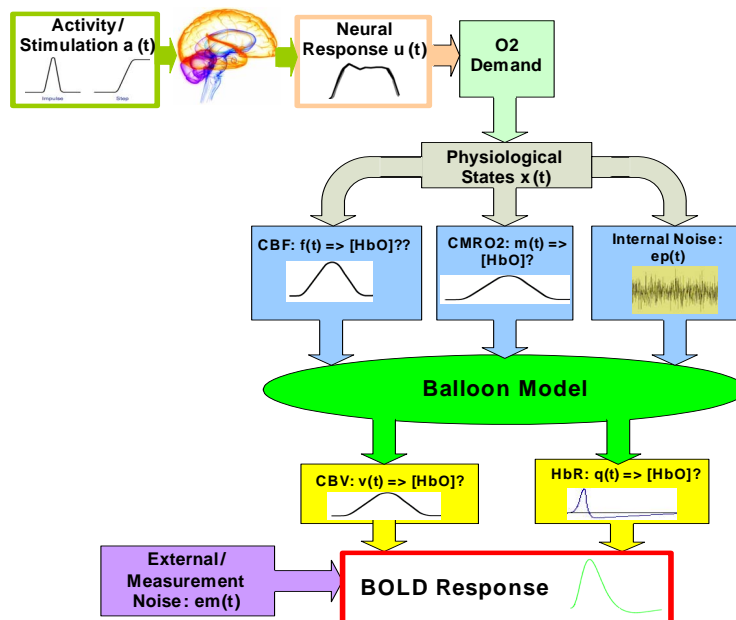 Activity/
Stimulation a (t)
Impulse
Step
Neural
Response u (t)
O2
Demand
Physiological
States x (t)
CBF: f(t) => [HbO]??
CMRO2: m(t) =>
[HbO]?
Internal Noise:
ep(t)
Balloon Model
CBV: v(t) => [HbO]?
HbR: q(t) => [HbO]?
External/
Measurement
Noise: em(t)
BOLD Response